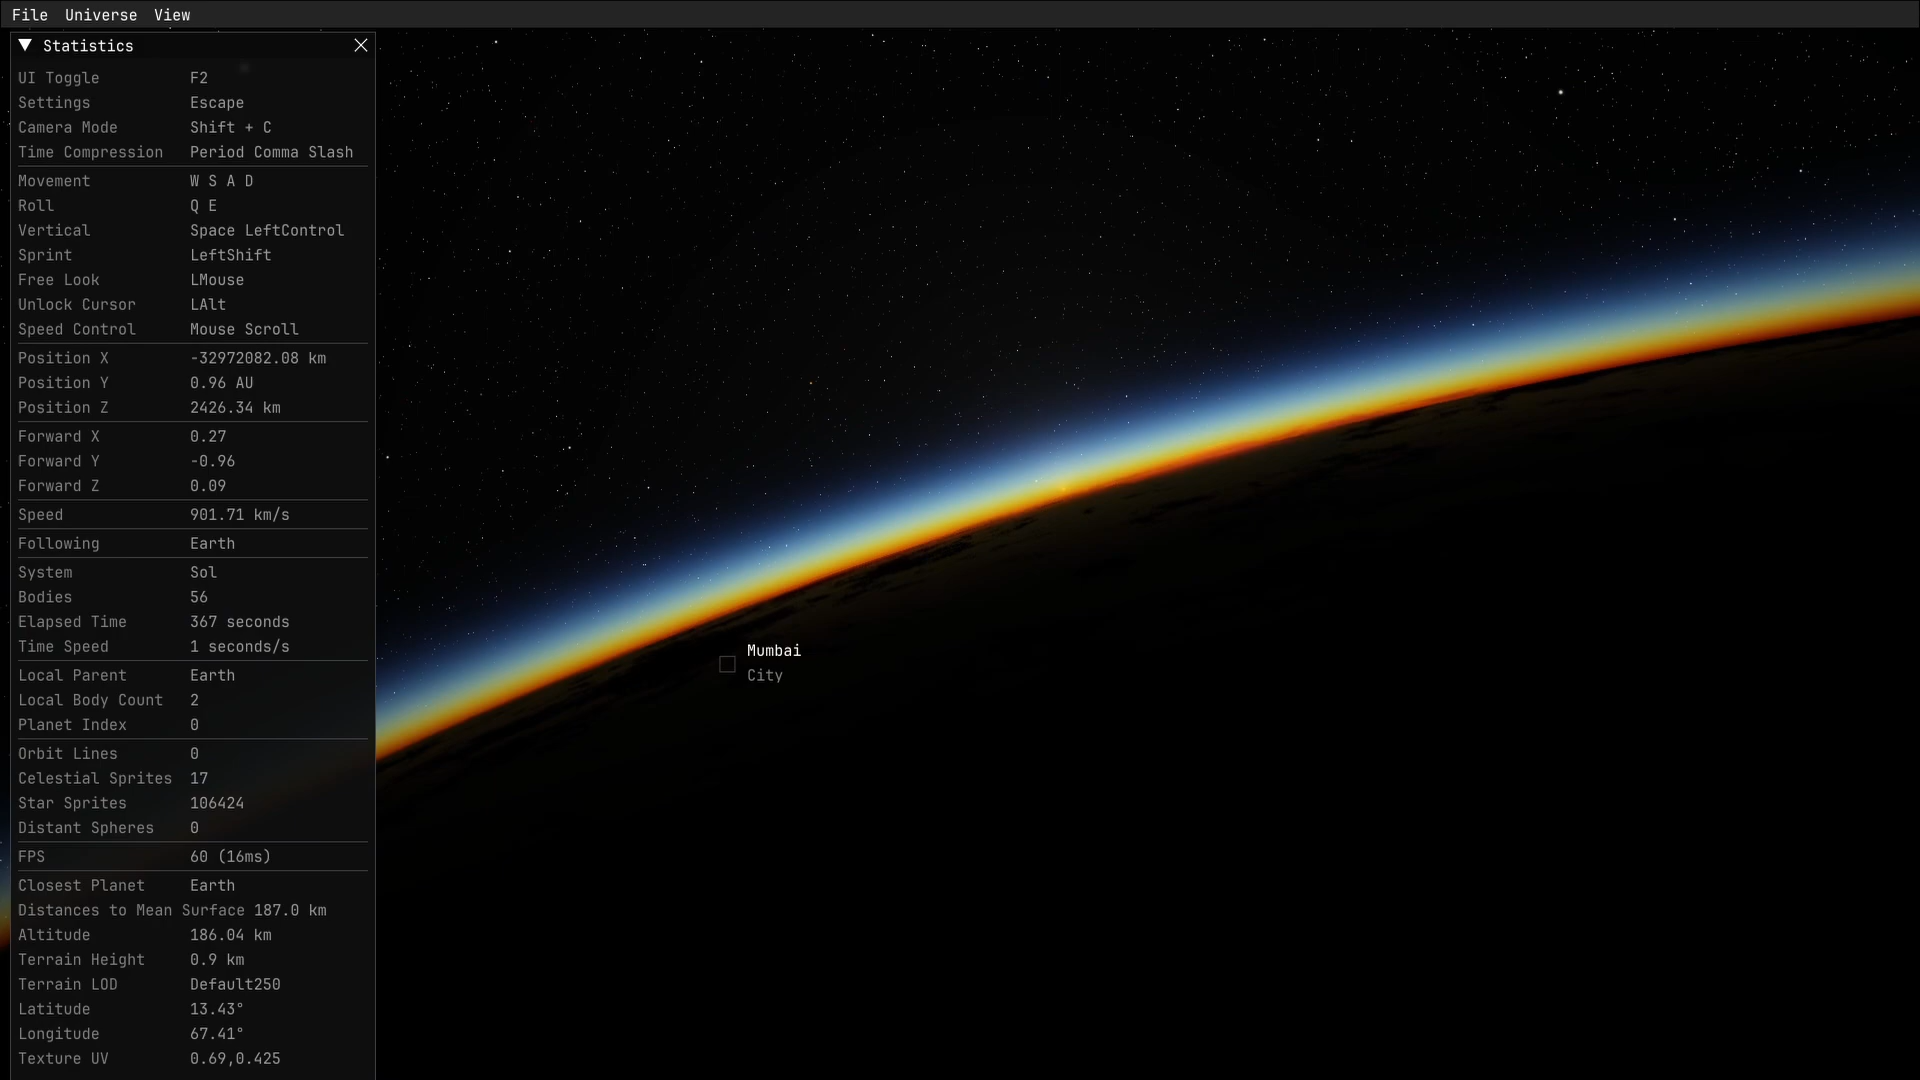 File Universe View
Statistics
UI Toggle F2
Settings Escape
Camera Mode Shift + C
Time Compression Period Comma Slash
Movement W S A D
Roll Q E
Vertical Space LeftControl
Sprint LeftShift
Free Look LMouse
Unlock Cursor LAlt
Speed Control Mouse Scroll
Position X -32972082.08 km
Position Y 0.96 AU
Position Z 2426.34 km
Forward X 0.27
Forward Y -0.96
Forward Z 0.09
Speed 901.71 km/s
Following Earth
System Sol
Bodies 56
Elapsed Time 367 seconds
Time Speed 1 seconds/s
Local Parent Earth
Local Body Count 2
Planet Index 0
Orbit Lines 0
Celestial Sprites 17
Star Sprites 106424
Distant Spheres 0
FPS 60 (16ms)
Closest Planet Earth
Distances to Mean Surface 187.0 km
Altitude 186.04 km
Terrain Height 0.9 km
Terrain LOD Default250
Latitude 13.43°
Longitude 67.41°
Texture UV 0.69,0.425
Mumbai
City